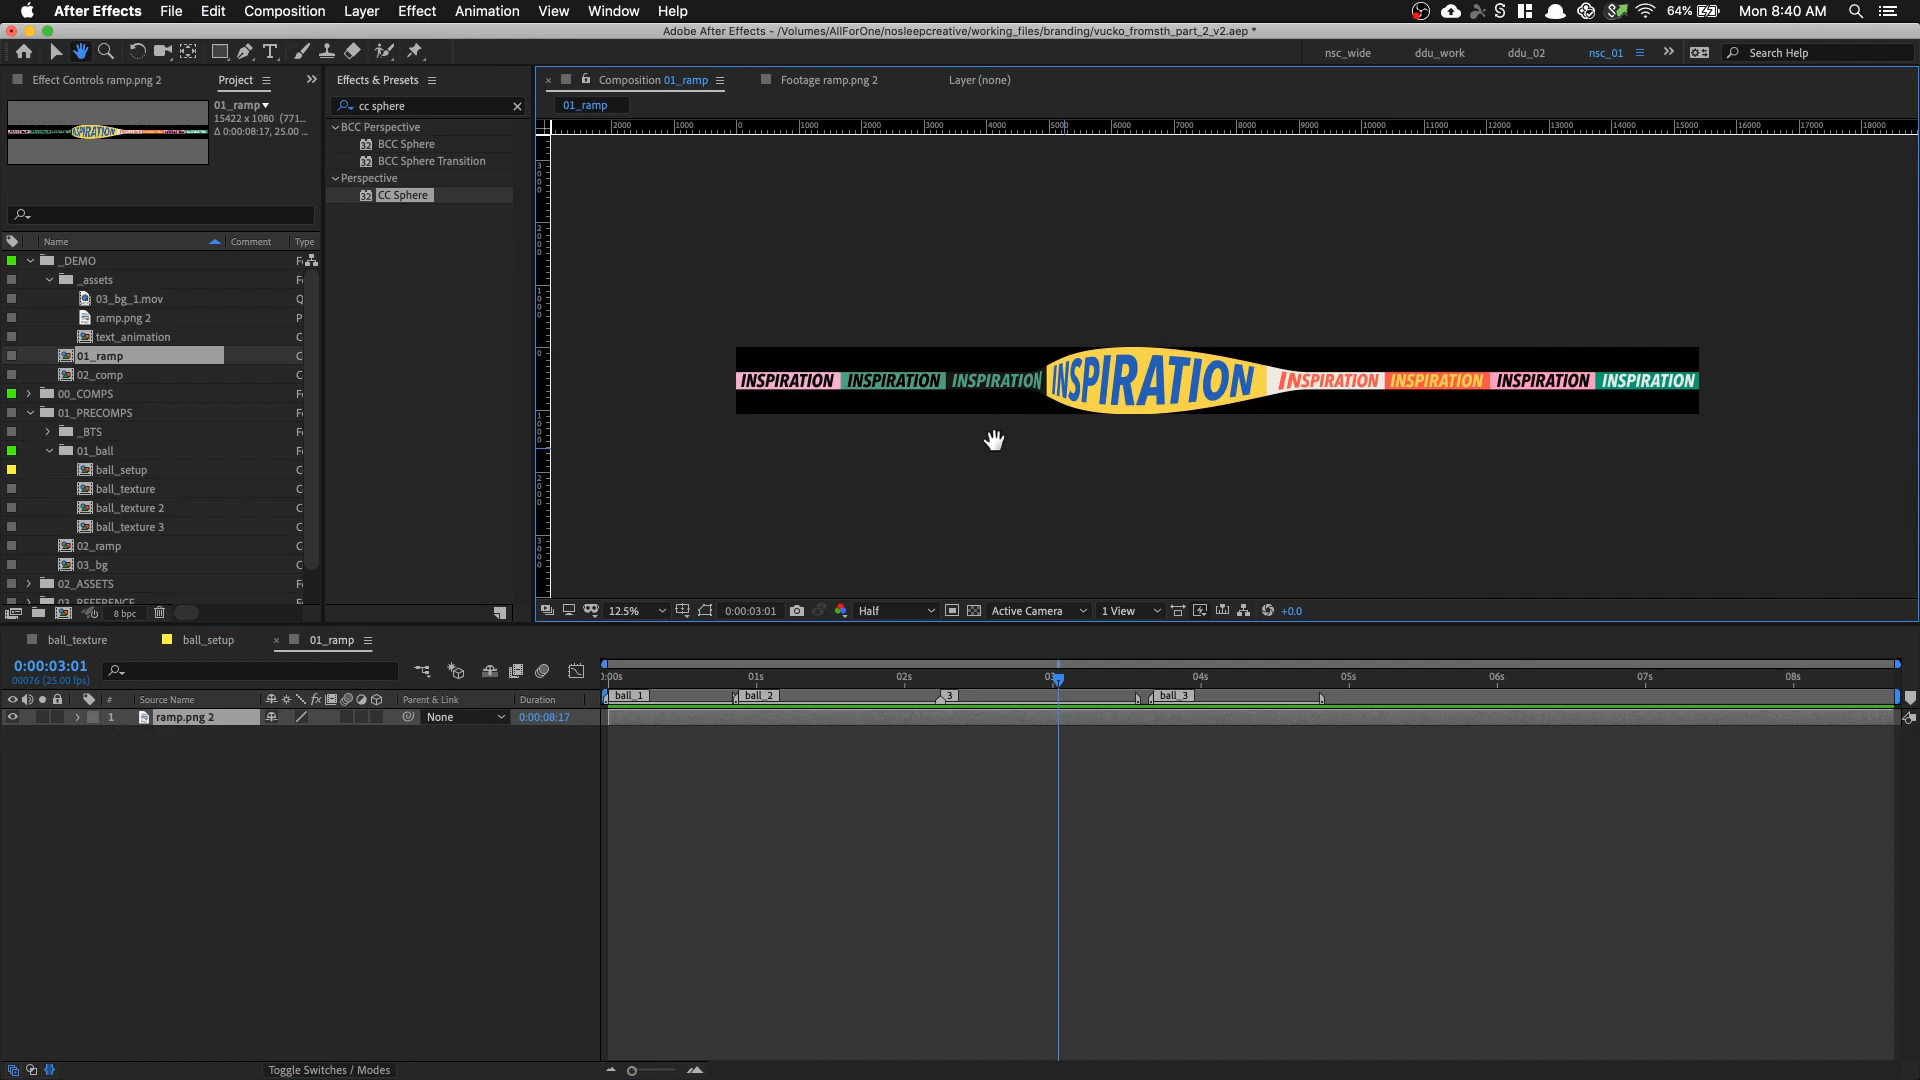 After Effects File Edit Composition Layer Effect Animation View Window Help 64% Mon 8:40 AM
Adobe After Effects - /Volumes/AllForOne/nosleepcreative/working_files/branding/vucko_fromsth_part_2_v2.aep *
nsc_wide ddu_work ddu_02 nsc_01 Search Help
Effect Controls ramp.png 2 Project Effects & Presets Composition 01_ramp Footage ramp.png 2 Layer (none)
01_ramp
15422 x 1080 (771...
Δ 0:00:08:17, 25.00 ...
cc sphere
BCC Perspective
BCC Sphere
BCC Sphere Transition
Perspective
CC Sphere
01_ramp
2000 1000 0 1000 2000 3000 4000 5000 6000 7000 8000 9000 10000 11000 12000 13000 14000 15000 16000 17000 18000
Name Comment Type
_DEMO
_assets
03_bg_1.mov
ramp.png 2
text_animation
01_ramp
02_comp
00_COMPS
01_PRECOMPS
_BTS
01_ball
ball_setup
ball_texture
ball_texture 2
ball_texture 3
02_ramp
03_bg
02_ASSETS
03_REFERENCE
8 bpc
INSPIRATION INSPIRATION INSPIRATION INSPIRATION INSPIRATION INSPIRATION INSPIRATION INSPIRATION
12.5% 0:00:03:01 Half Active Camera 1 View +0.0
ball_texture ball_setup 01_ramp
0:00:03:01
00076 (25.00 fps)
:00s 01s 02s 03 04s 05s 06s 07s 08s
# Source Name Parent & Link Duration
ball_1 ball_2 3 ball_3
1 ramp.png 2 None 0:00:08:17
Toggle Switches / Modes